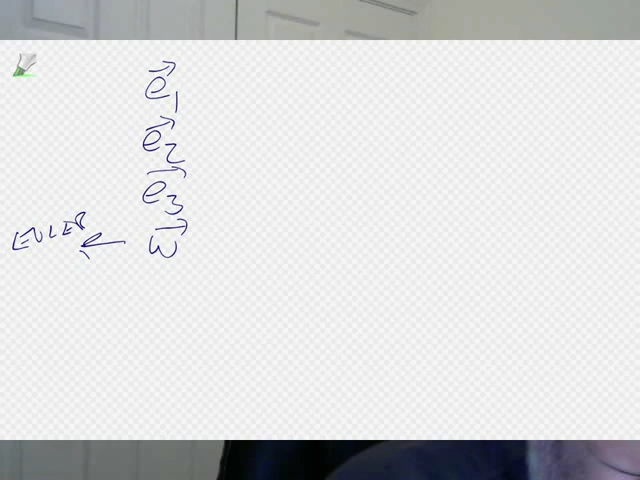 e⃗₁
e⃗₂
e⃗₃
EULER ← ω⃗